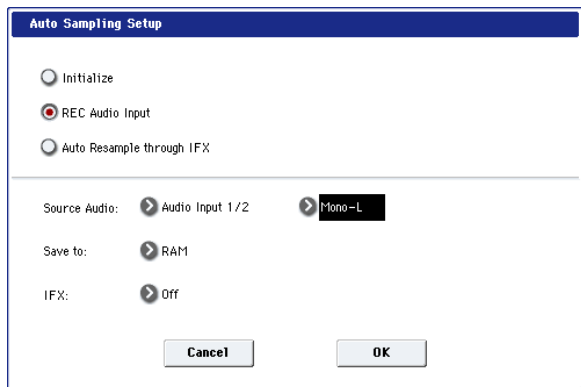 Auto Sampling Setup
Initialize
REC Audio Input
Auto Resample through IFX
Source Audio: Audio Input 1/2 Mono-L
Save to: RAM
IFX: Off
Cancel OK